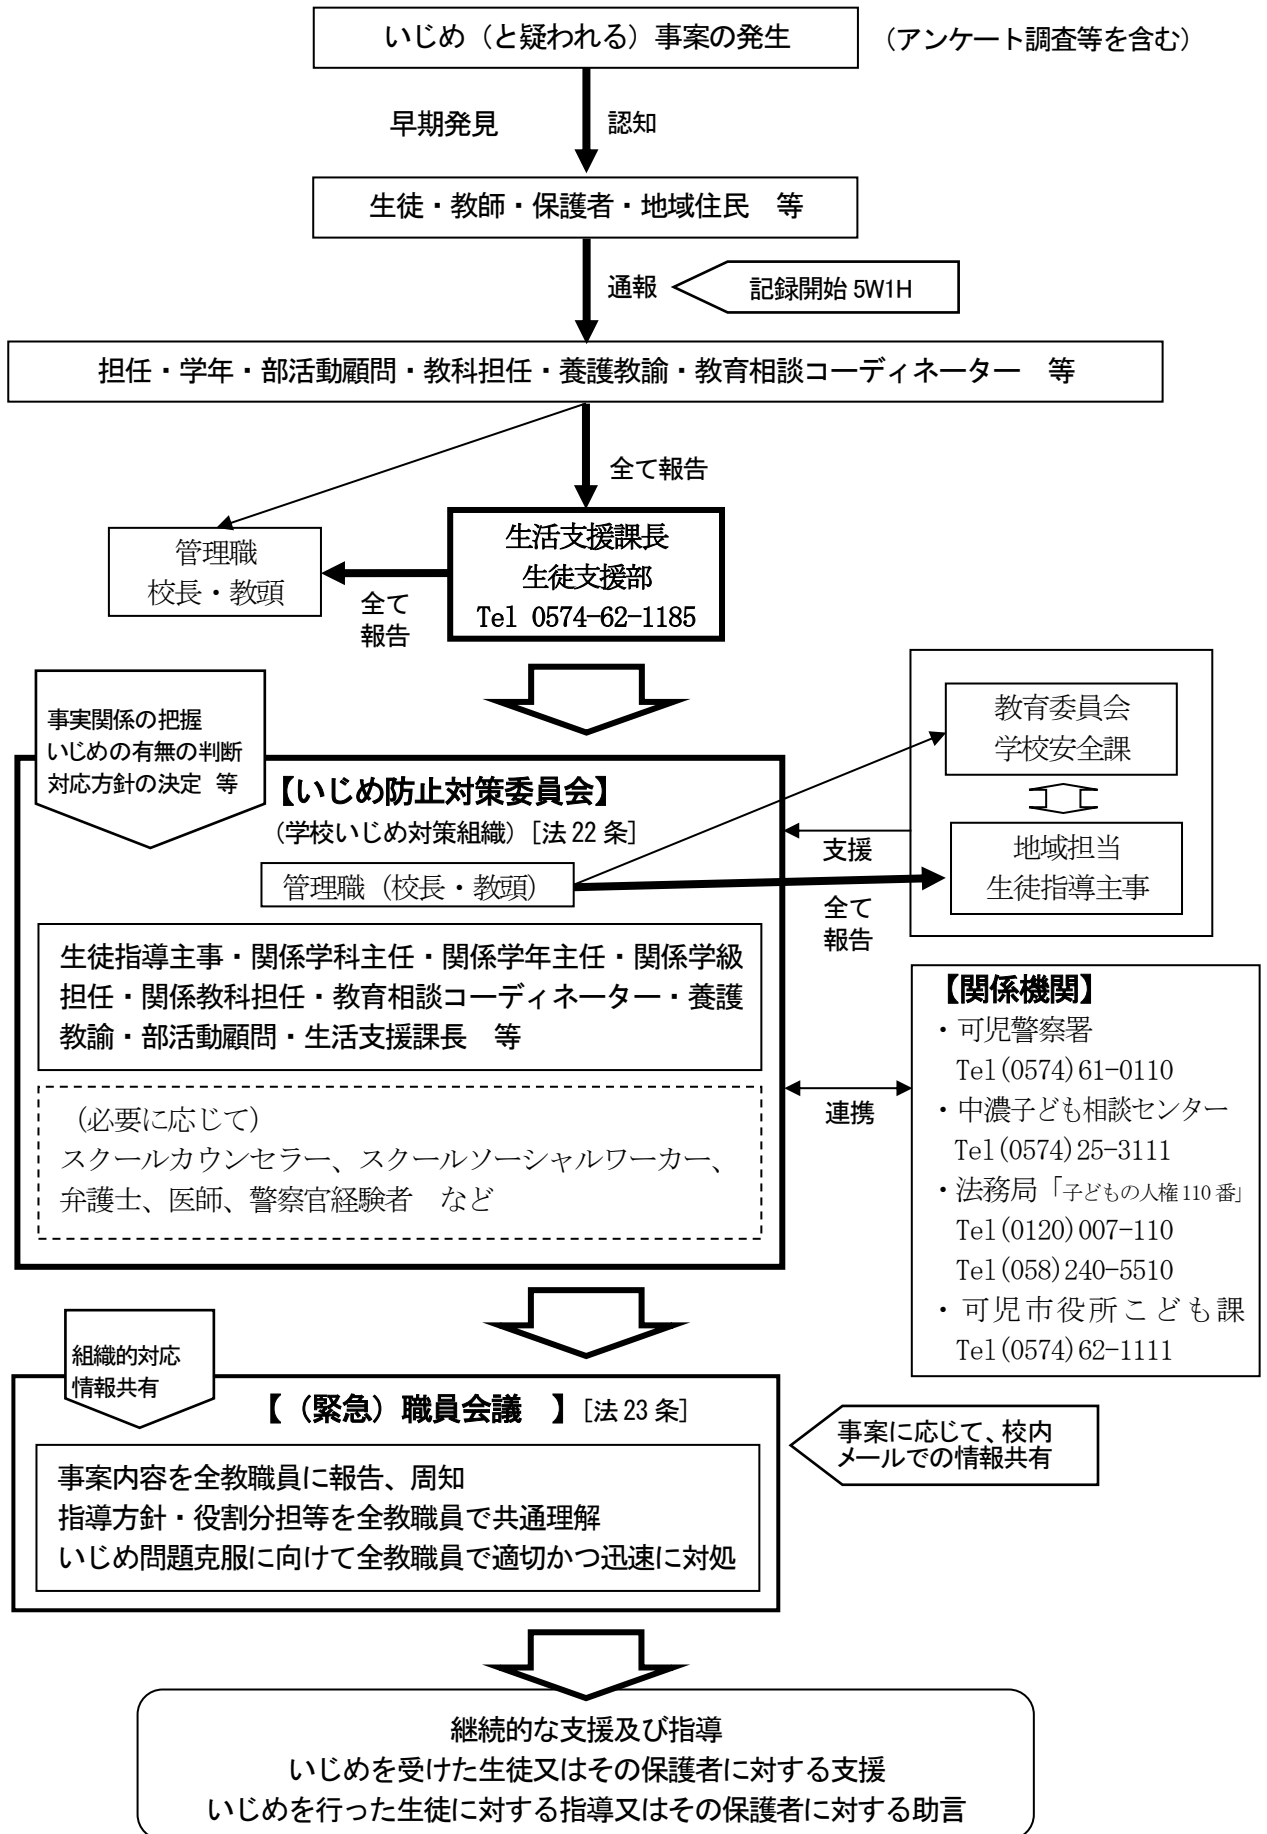 いじめ（と疑われる）事案の発生
（アンケート調査等を含む）
早期発見
認知
生徒・教師・保護者・地域住民　等
通報
記録開始 5W1H
担任・学年・部活動顧問・教科担任・養護教諭・教育相談コーディネーター　等
全て報告
管理職
校長・教頭
生活支援課長
生徒支援部
Tel 0574-62-1185
全て
報告
事実関係の把握
いじめの有無の判断
対応方針の決定 等
【いじめ防止対策委員会】
（学校いじめ対策組織）［法 22 条］
管理職（校長・教頭）
教育委員会
学校安全課
地域担当
生徒指導主事
支援
全て
報告
生徒指導主事・関係学科主任・関係学年主任・関係学級
担任・関係教科担任・教育相談コーディネーター・養護
教諭・部活動顧問・生活支援課長　等
（必要に応じて）
スクールカウンセラー、スクールソーシャルワーカー、
弁護士、医師、警察官経験者　など
連携
【関係機関】
・可児警察署
Tel(0574)61-0110
・中濃子ども相談センター
Tel(0574)25-3111
・法務局「子どもの人権 110 番」
Tel(0120)007-110
Tel(058)240-5510
・可児市役所こども課
Tel(0574)62-1111
組織的対応
情報共有
【（緊急）職員会議　】［法 23 条］
事案に応じて、校内
メールでの情報共有
事案内容を全教職員に報告、周知
指導方針・役割分担等を全教職員で共通理解
いじめ問題克服に向けて全教職員で適切かつ迅速に対処
継続的な支援及び指導
いじめを受けた生徒又はその保護者に対する支援
いじめを行った生徒に対する指導又はその保護者に対する助言